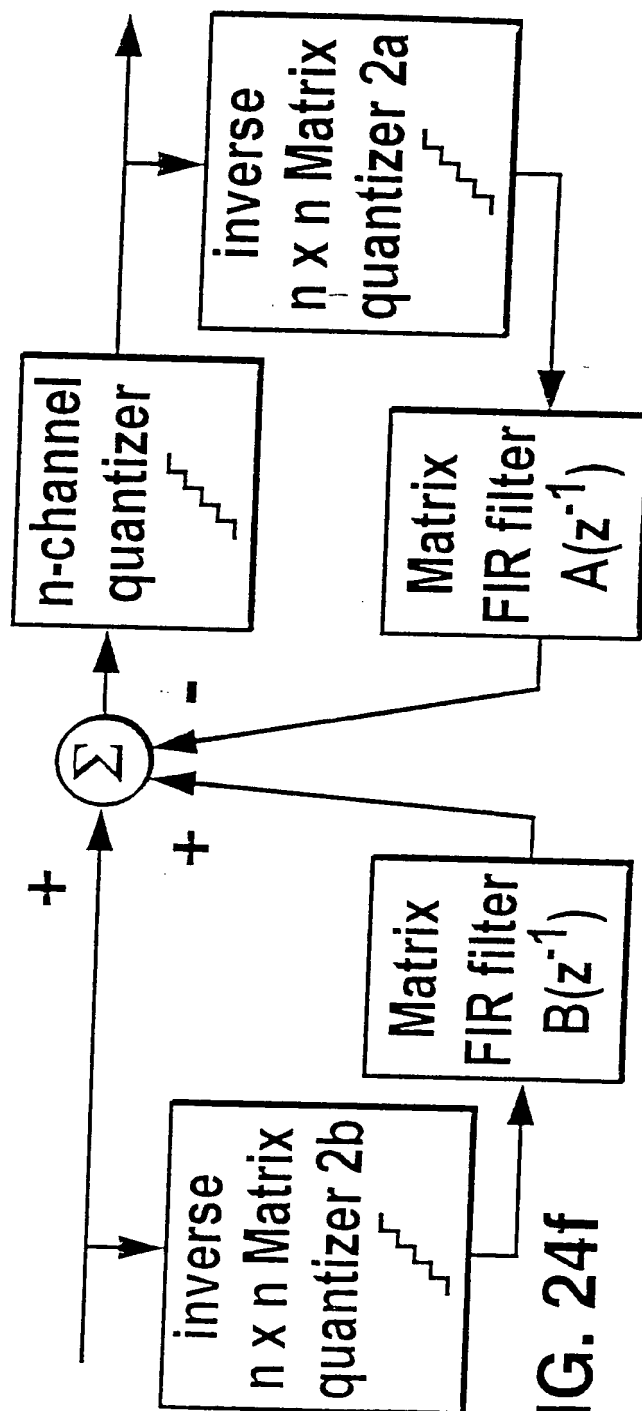 inverse
n x n Matrix
quantizer 2b
Matrix
FIR filter
B(z⁻¹)
+
+
-
Σ
n-channel
quantizer
Matrix
FIR filter
A(z⁻¹)
inverse
n x n Matrix
quantizer 2a
IG. 24f